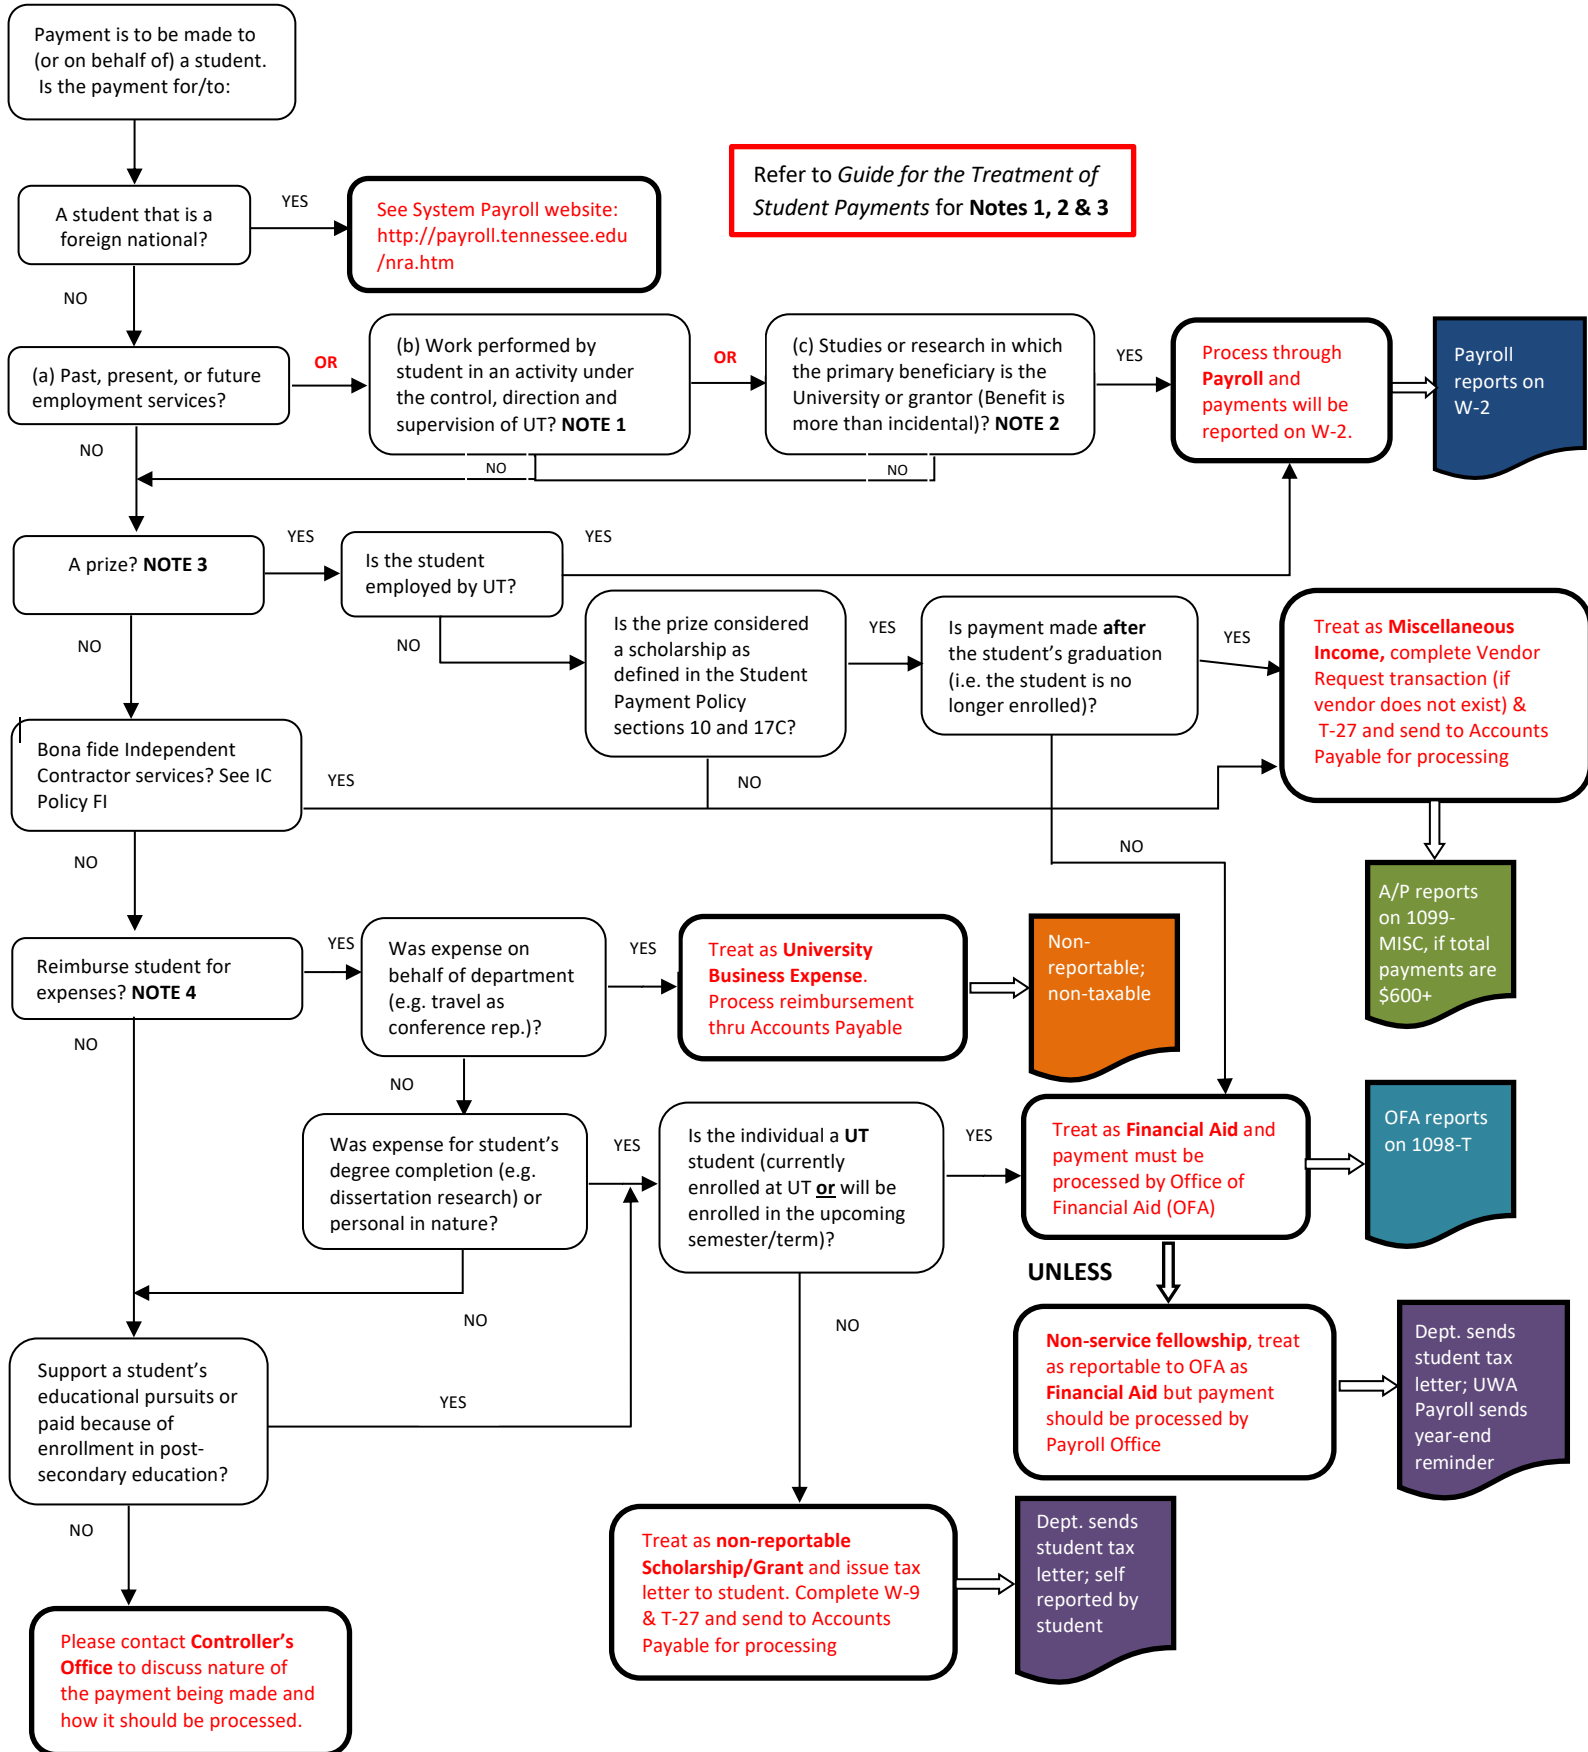 Payment is to be made to
(or on behalf of) a student.
Is the payment for/to:
A student that is a
foreign national?
YES
See System Payroll website:
http://payroll.tennessee.edu
/nra.htm
Refer to Guide for the Treatment of
Student Payments for Notes 1, 2 & 3
NO
(a) Past, present, or future
employment services?
OR
(b) Work performed by
student in an activity under
the control, direction and
supervision of UT? NOTE 1
OR
(c) Studies or research in which
the primary beneficiary is the
University or grantor (Benefit is
more than incidental)? NOTE 2
YES
Process through
Payroll and
payments will be
reported on W-2.
Payroll
reports on
W-2
NO
NO
NO
A prize? NOTE 3
YES
Is the student
employed by UT?
YES
NO
NO
Is the prize considered
a scholarship as
defined in the Student
Payment Policy
sections 10 and 17C?
YES
Is payment made after
the student's graduation
(i.e. the student is no
longer enrolled)?
YES
Treat as Miscellaneous
Income, complete Vendor
Request transaction (if
vendor does not exist) &
T-27 and send to Accounts
Payable for processing
Bona fide Independent
Contractor services? See IC
Policy FI
YES
NO
NO
NO
A/P reports
on 1099-
MISC, if total
payments are
$600+
Reimburse student for
expenses? NOTE 4
YES
Was expense on
behalf of department
(e.g. travel as
conference rep.)?
YES
Treat as University
Business Expense.
Process reimbursement
thru Accounts Payable
Non-
reportable;
non-taxable
NO
NO
Was expense for student's
degree completion (e.g.
dissertation research) or
personal in nature?
YES
Is the individual a UT
student (currently
enrolled at UT or will be
enrolled in the upcoming
semester/term)?
YES
Treat as Financial Aid and
payment must be
processed by Office of
Financial Aid (OFA)
OFA reports
on 1098-T
UNLESS
NO
NO
Support a student's
educational pursuits or
paid because of
enrollment in post-
secondary education?
YES
Non-service fellowship, treat
as reportable to OFA as
Financial Aid but payment
should be processed by
Payroll Office
Dept. sends
student tax
letter; UWA
Payroll sends
year-end
reminder
NO
Treat as non-reportable
Scholarship/Grant and issue tax
letter to student. Complete W-9
& T-27 and send to Accounts
Payable for processing
Dept. sends
student tax
letter; self
reported by
student
Please contact Controller's
Office to discuss nature of
the payment being made and
how it should be processed.